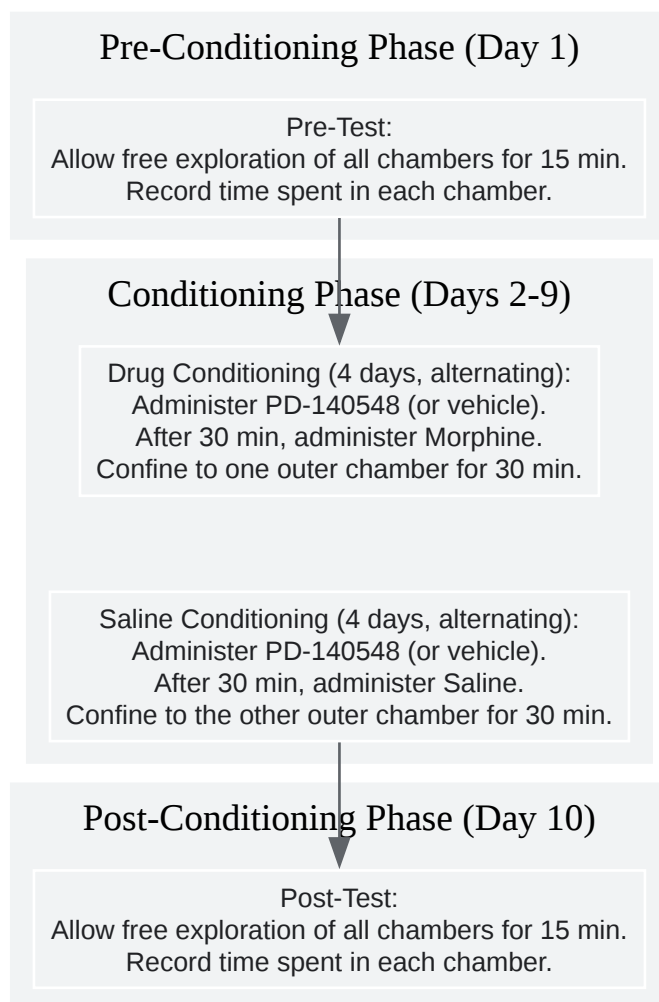 Pre-Conditioning Phase (Day 1)
Pre-Test:
Allow free exploration of all chambers for 15 min.
Record time spent in each chamber.
Conditioning Phase (Days 2-9)
Drug Conditioning (4 days, alternating):
Administer PD-140548 (or vehicle).
After 30 min, administer Morphine.
Confine to one outer chamber for 30 min.
Saline Conditioning (4 days, alternating):
Administer PD-140548 (or vehicle).
After 30 min, administer Saline.
Confine to the other outer chamber for 30 min.
Post-Conditioning Phase (Day 10)
Post-Test:
Allow free exploration of all chambers for 15 min.
Record time spent in each chamber.